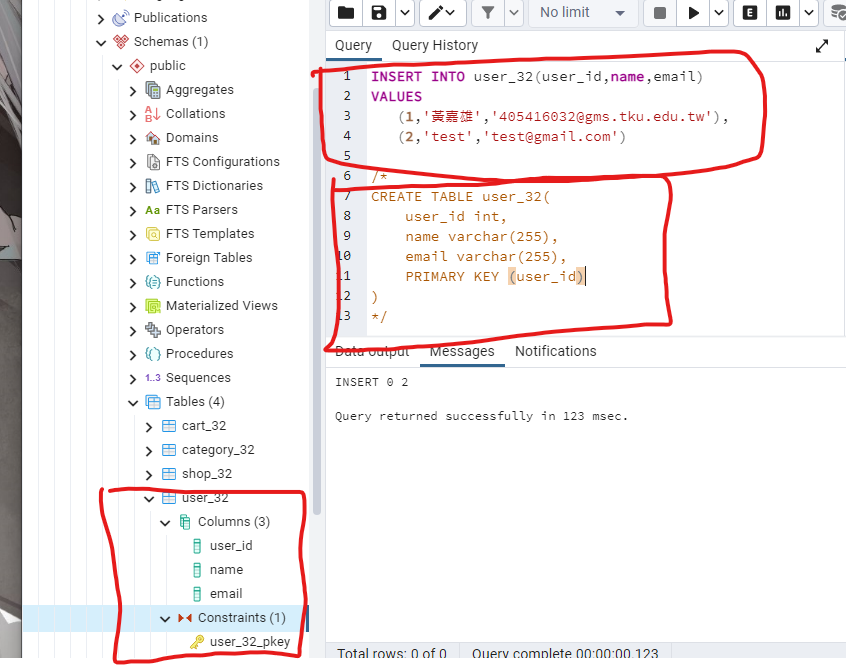 Publications
Schemas (1)
public
Aggregates
Collations
Domains
FTS Configurations
FTS Dictionaries
Aa FTS Parsers
FTS Templates
Foreign Tables
Functions
Materialized Views
Operators
Procedures
1..3 Sequences
Tables (4)
cart_32
category_32
shop_32
user_32
Columns (3)
user_id
name
email
Constraints (1)
user_32_pkey
No limit
E
Query Query History
1 INSERT INTO user_32(user_id,name,email)
2 VALUES
3 (1,'黃嘉雄','405416032@gms.tku.edu.tw'),
4 (2,'test','test@gmail.com')
5
6 /*
7 CREATE TABLE user_32(
8 user_id int,
9 name varchar(255),
10 email varchar(255),
11 PRIMARY KEY (user_id)
12 )
13 */
Data output Messages Notifications
INSERT 0 2
Query returned successfully in 123 msec.
Total rows: 0 of 0 Query complete 00:00:00.123